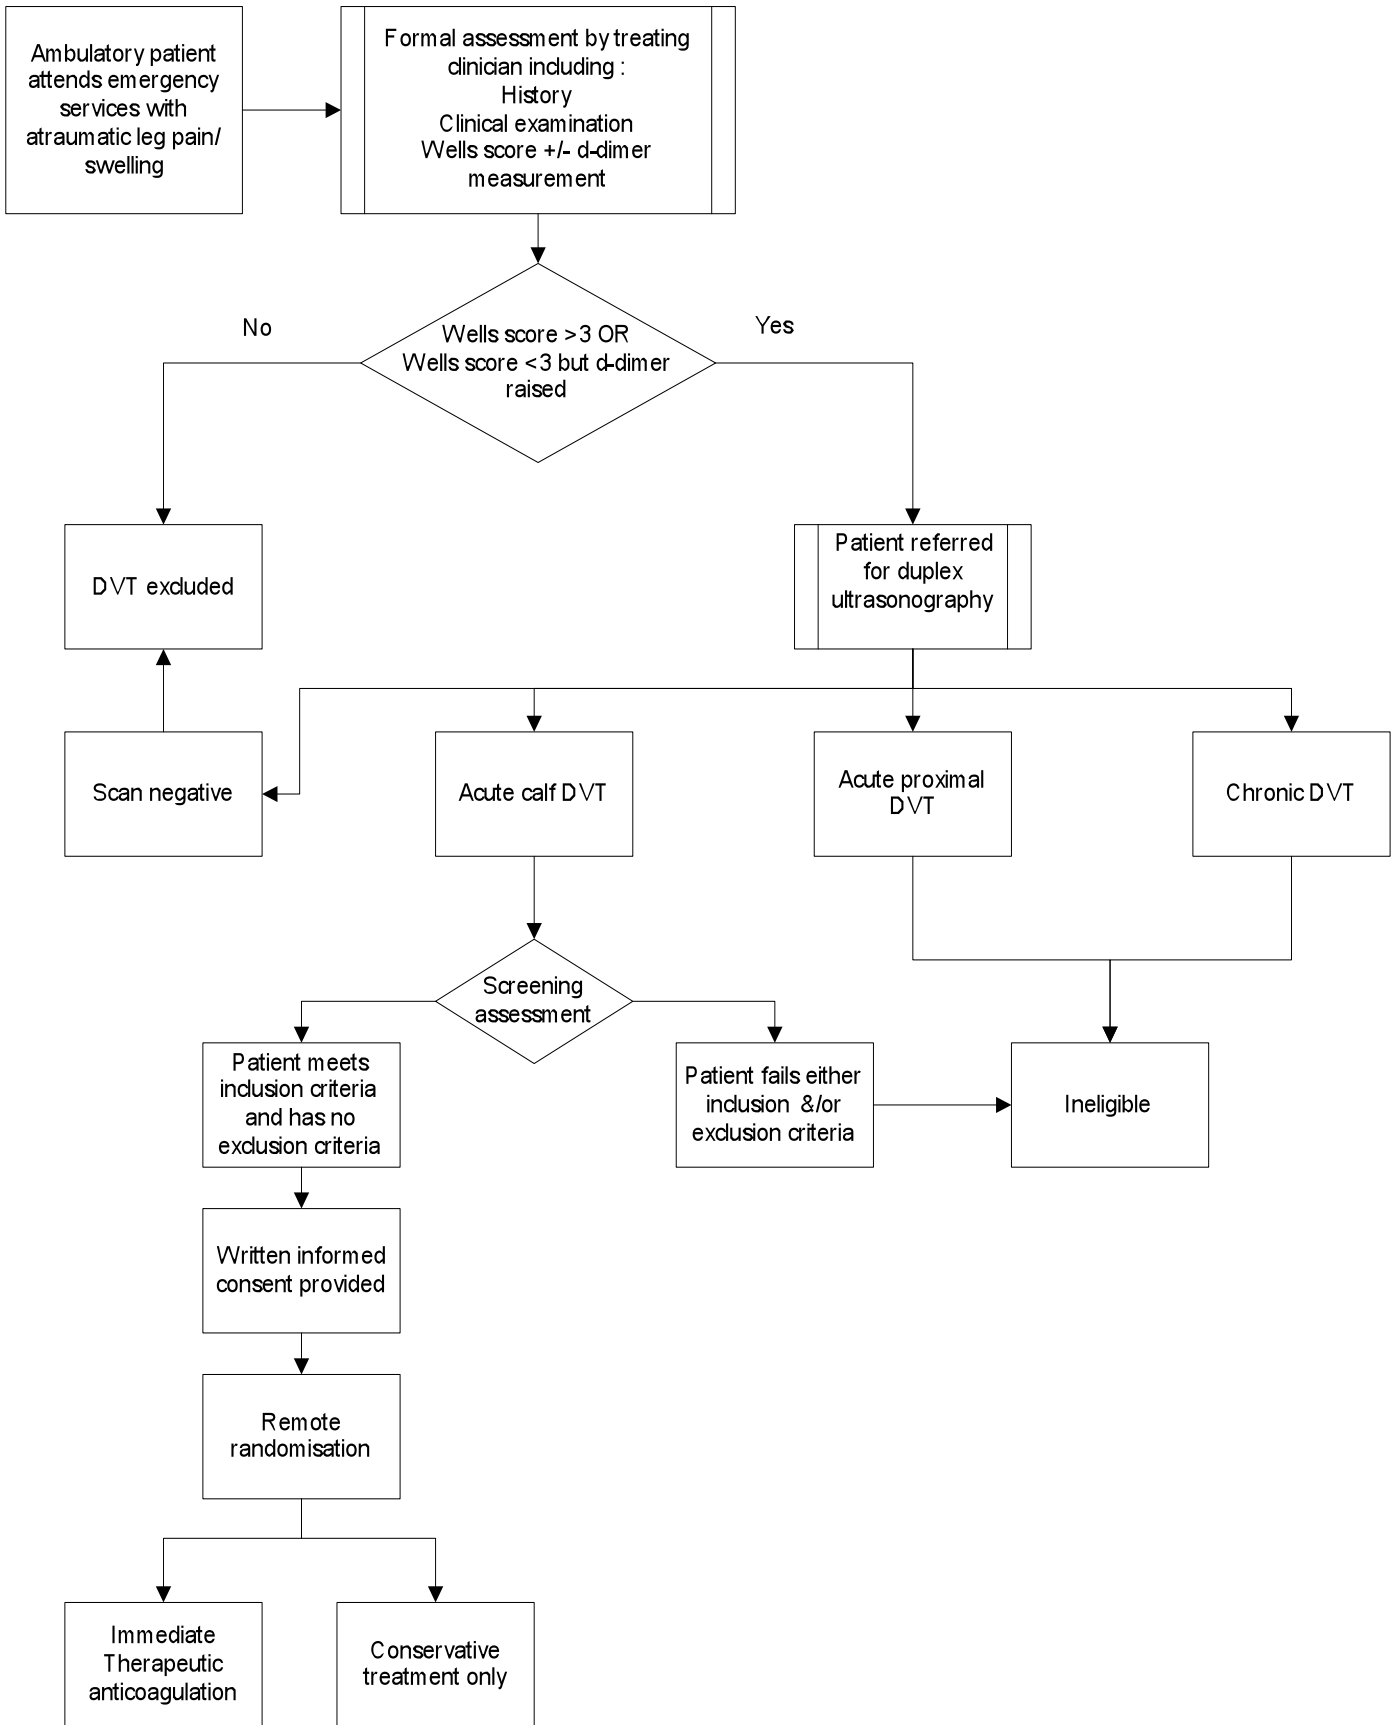 Ambulatory patient
attends emergency
services with
atraumatic leg pain/
swelling
Formal assessment by treating
clinician including :
History
Clinical examination
Wells score +/- d-dimer
measurement
No
Yes
Wells score >3 OR
Wells score <3 but d-dimer
raised
DVT excluded
Patient referred
for duplex
ultrasonography
Scan negative
Acute calf DVT
Acute proximal
DVT
Chronic DVT
Screening
assessment
Patient meets
inclusion criteria
and has no
exclusion criteria
Patient fails either
inclusion &/or
exclusion criteria
Ineligible
Written informed
consent provided
Remote
randomisation
Immediate
Therapeutic
anticoagulation
Conservative
treatment only